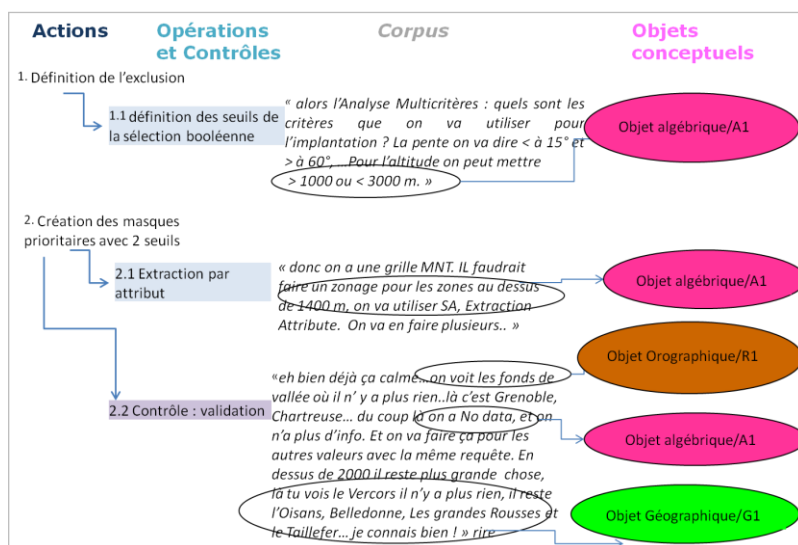 Actions
Opérations
et Contrôles
Corpus
Objets
conceptuels
1. Définition de l'exclusion
1.1 définition des seuils de
la sélection booléenne
« alors l'Analyse Multicritères : quels sont les
critères que on va utiliser pour
l'implantation ? La pente on va dire < à 15° et
> à 60°, ...Pour l'altitude on peut mettre
> 1000 ou < 3000 m. »
Objet algébrique/A1
2. Création des masques
prioritaires avec 2 seuils
2.1 Extraction par
attribut
« donc on a une grille MNT. IL faudrait
faire un zonage pour les zones au dessus
de 1400 m, on va utiliser SA, Extraction
Attribute. On va en faire plusieurs.. »
Objet algébrique/A1
2.2 Contrôle : validation
«eh bien déjà ça calme...on voit les fonds de
vallée où il n' y a plus rien..là c'est Grenoble,
Chartreuse... du coup là on a No data, et on
n'a plus d'info. Et on va faire ça pour les
autres valeurs avec la même requête. En
dessus de 2000 il reste plus grande chose,
là tu vois le Vercors il n'y a plus rien, il reste
l'Oisans, Belledonne, Les grandes Rousses et
le Taillefer... je connais bien ! » rire
Objet Orographique/R1
Objet algébrique/A1
Objet Géographique/G1